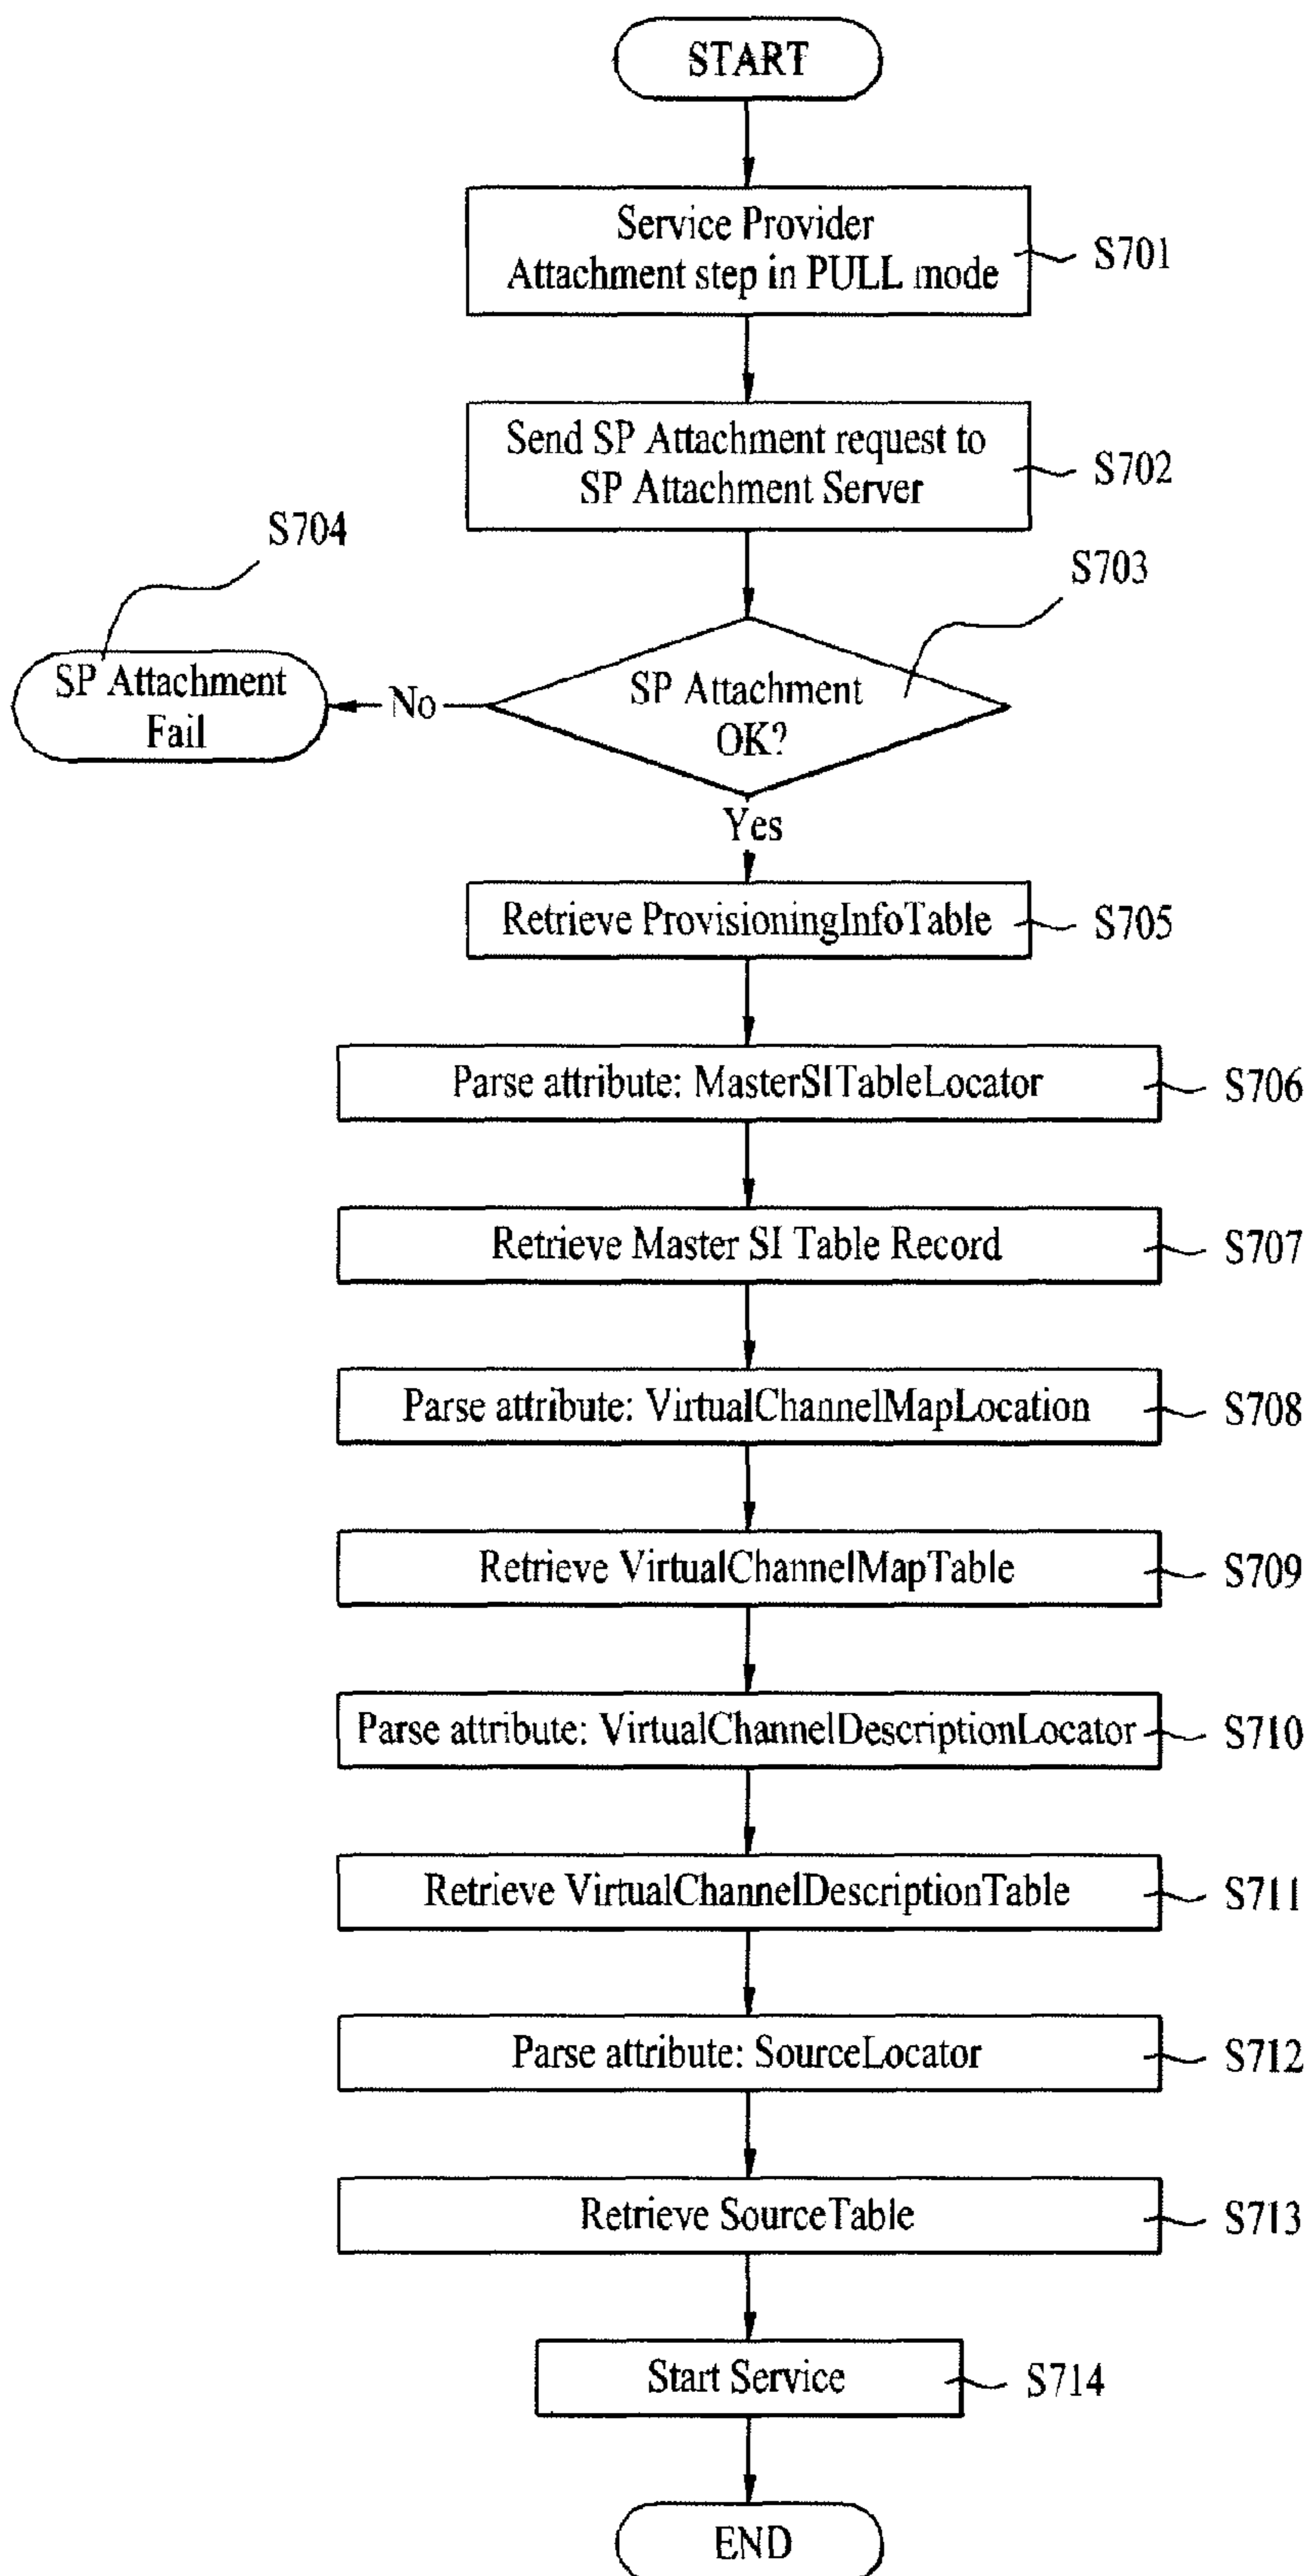 START
Service Provider
Attachment step in PULL mode
S701
Send SP Attachment request to
SP Attachment Server
S702
S704
S703
SP Attachment
Fail
No
SP Attachment
OK?
Yes
Retrieve ProvisioningInfoTable
S705
Parse attribute: MasterSITableLocator
S706
Retrieve Master SI Table Record
S707
Parse attribute: VirtualChannelMapLocation
S708
Retrieve VirtualChannelMapTable
S709
Parse attribute: VirtualChannelDescriptionLocator
S710
Retrieve VirtualChannelDescriptionTable
S711
Parse attribute: SourceLocator
S712
Retrieve SourceTable
S713
Start Service
S714
END